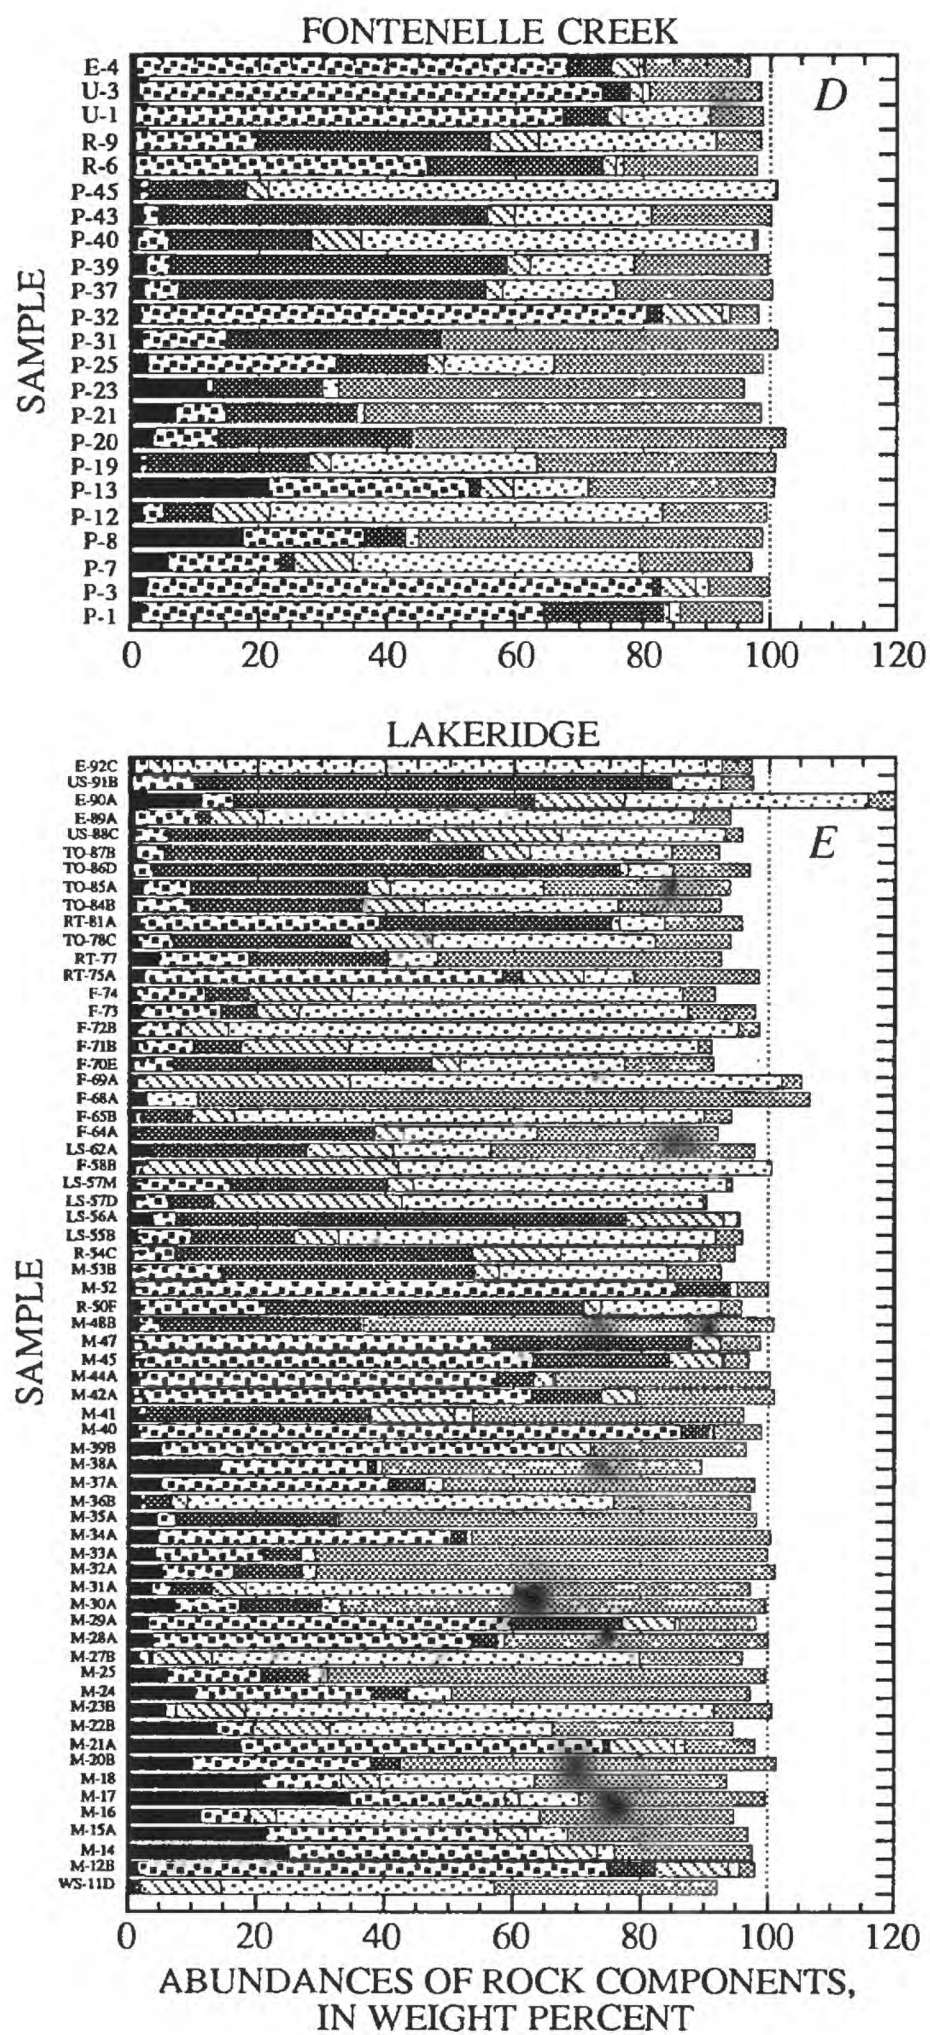 FONTENELLE CREEK
D
SAMPLE
E-4
U-3
U-1
R-9
R-6
P-45
P-43
P-40
P-39
P-37
P-32
P-31
P-25
P-23
P-21
P-20
P-19
P-13
P-12
P-8
P-7
P-3
P-1
0 20 40 60 80 100 120
LAKERIDGE
E
SAMPLE
E-92C
US-91B
E-90A
E-89A
US-88C
TO-87B
TO-86D
TO-85A
TO-84B
RT-81A
TO-78C
RT-77
RT-75A
F-74
F-73
F-72B
F-71B
F-70E
F-69A
F-68A
F-65B
F-64A
LS-62A
F-58B
LS-57M
LS-57D
LS-56A
LS-55B
R-54C
M-53B
M-52
R-50F
M-48B
M-47
M-45
M-44A
M-42A
M-41
M-40
M-39B
M-38A
M-37A
M-36B
M-35A
M-34A
M-33A
M-32A
M-31A
M-30A
M-29A
M-28A
M-27B
M-25
M-24
M-23B
M-22B
M-21A
M-20B
M-18
M-17
M-16
M-15A
M-14
M-12B
WS-11D
0 20 40 60 80 100 120
ABUNDANCES OF ROCK COMPONENTS,
IN WEIGHT PERCENT